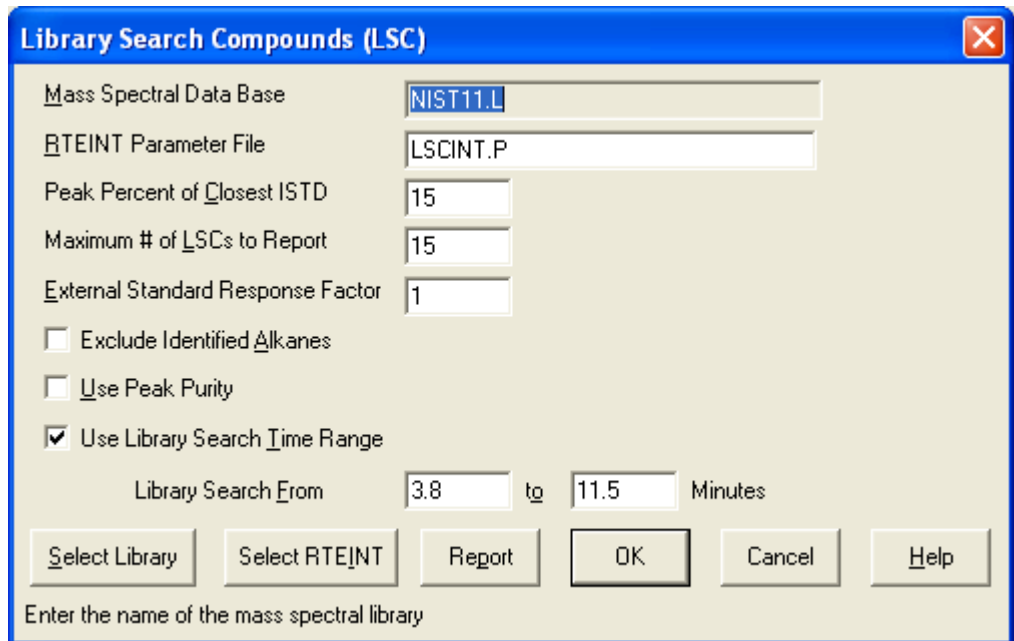 Library Search Compounds (LSC)
Mass Spectral Data Base NIST11.L
RTEINT Parameter File LSCINT.P
Peak Percent of Closest ISTD 15
Maximum # of LSCs to Report 15
External Standard Response Factor 1
Exclude Identified Alkanes
Use Peak Purity
Use Library Search Time Range
Library Search From 3.8 to 11.5 Minutes
Select Library Select RTEINT Report OK Cancel Help
Enter the name of the mass spectral library